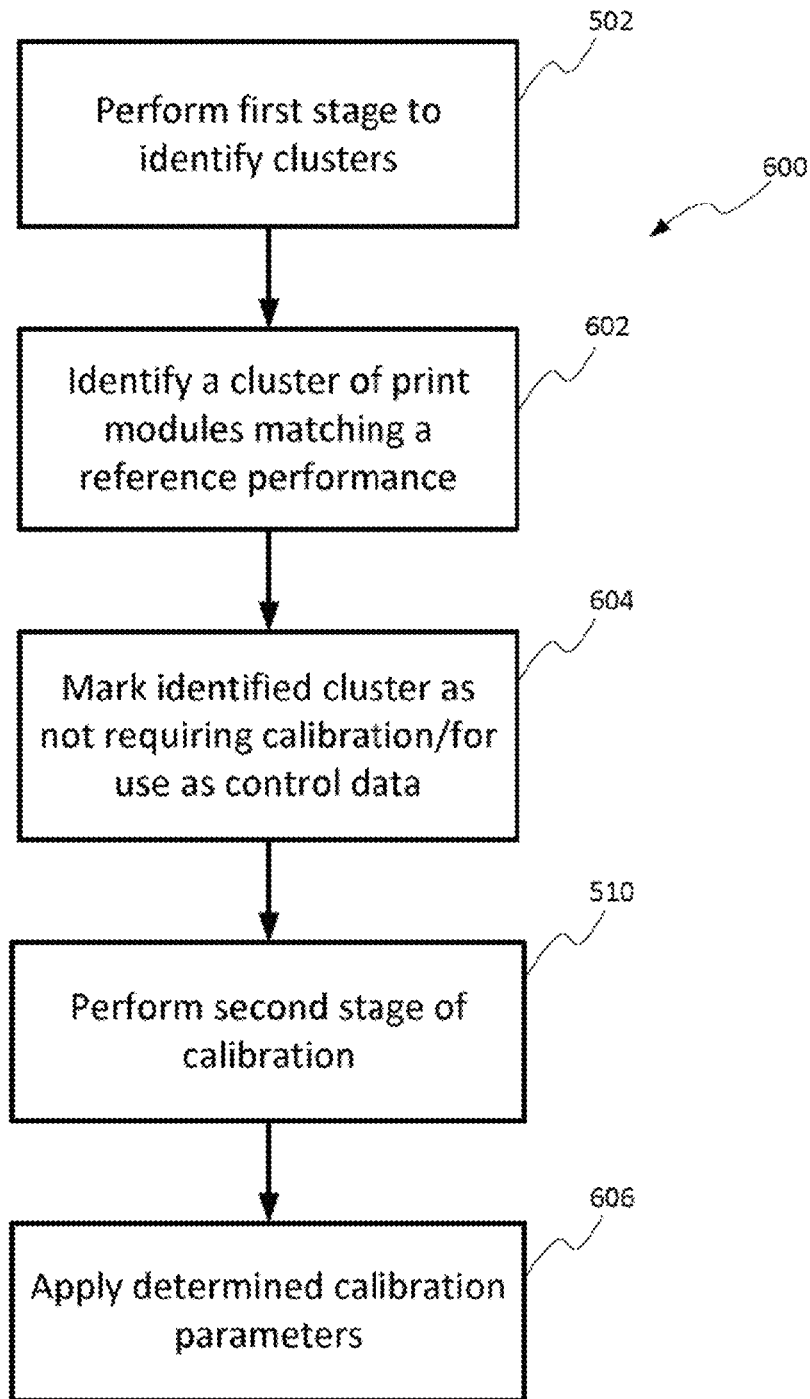 502
Perform first stage to
identify clusters
600
602
Identify a cluster of print
modules matching a
reference performance
604
Mark identified cluster as
not requiring calibration/for
use as control data
510
Perform second stage of
calibration
606
Apply determined calibration
parameters